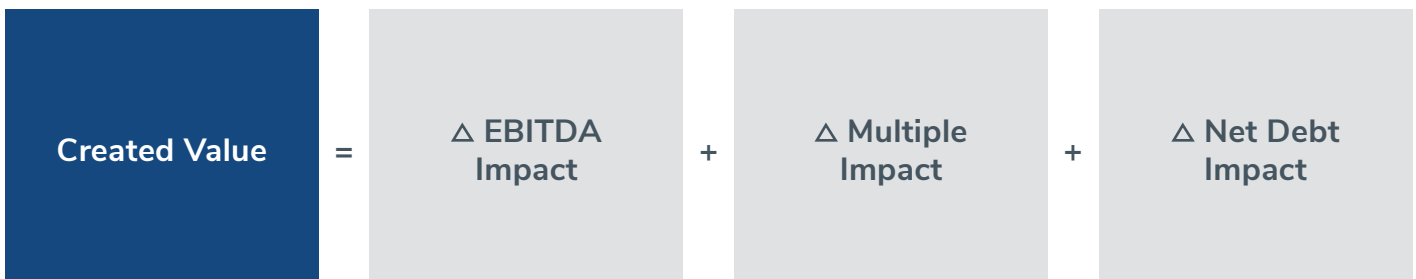 Created Value = △ EBITDA Impact + △ Multiple Impact + △ Net Debt Impact